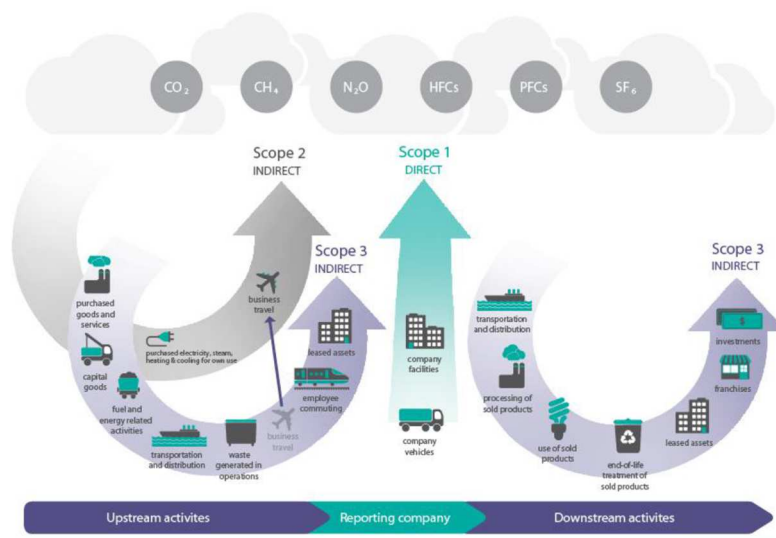 CO₂
CH₄
N₂O
HFCs
PFCs
SF₆
Scope 2
INDIRECT
Scope 1
DIRECT
Scope 3
INDIRECT
Scope 3
INDIRECT
purchased
goods and
services
capital
goods
fuel and
energy related
activities
purchased electricity, steam,
heating & cooling for own use
business
travel
transportation
and distribution
waste
generated in
operations
business
travel
employee
commuting
leased assets
company
facilities
company
vehicles
transportation
and distribution
processing of
sold products
use of sold
products
end-of-life
treatment of
sold products
leased assets
franchises
investments
Upstream activites
Reporting company
Downstream activites